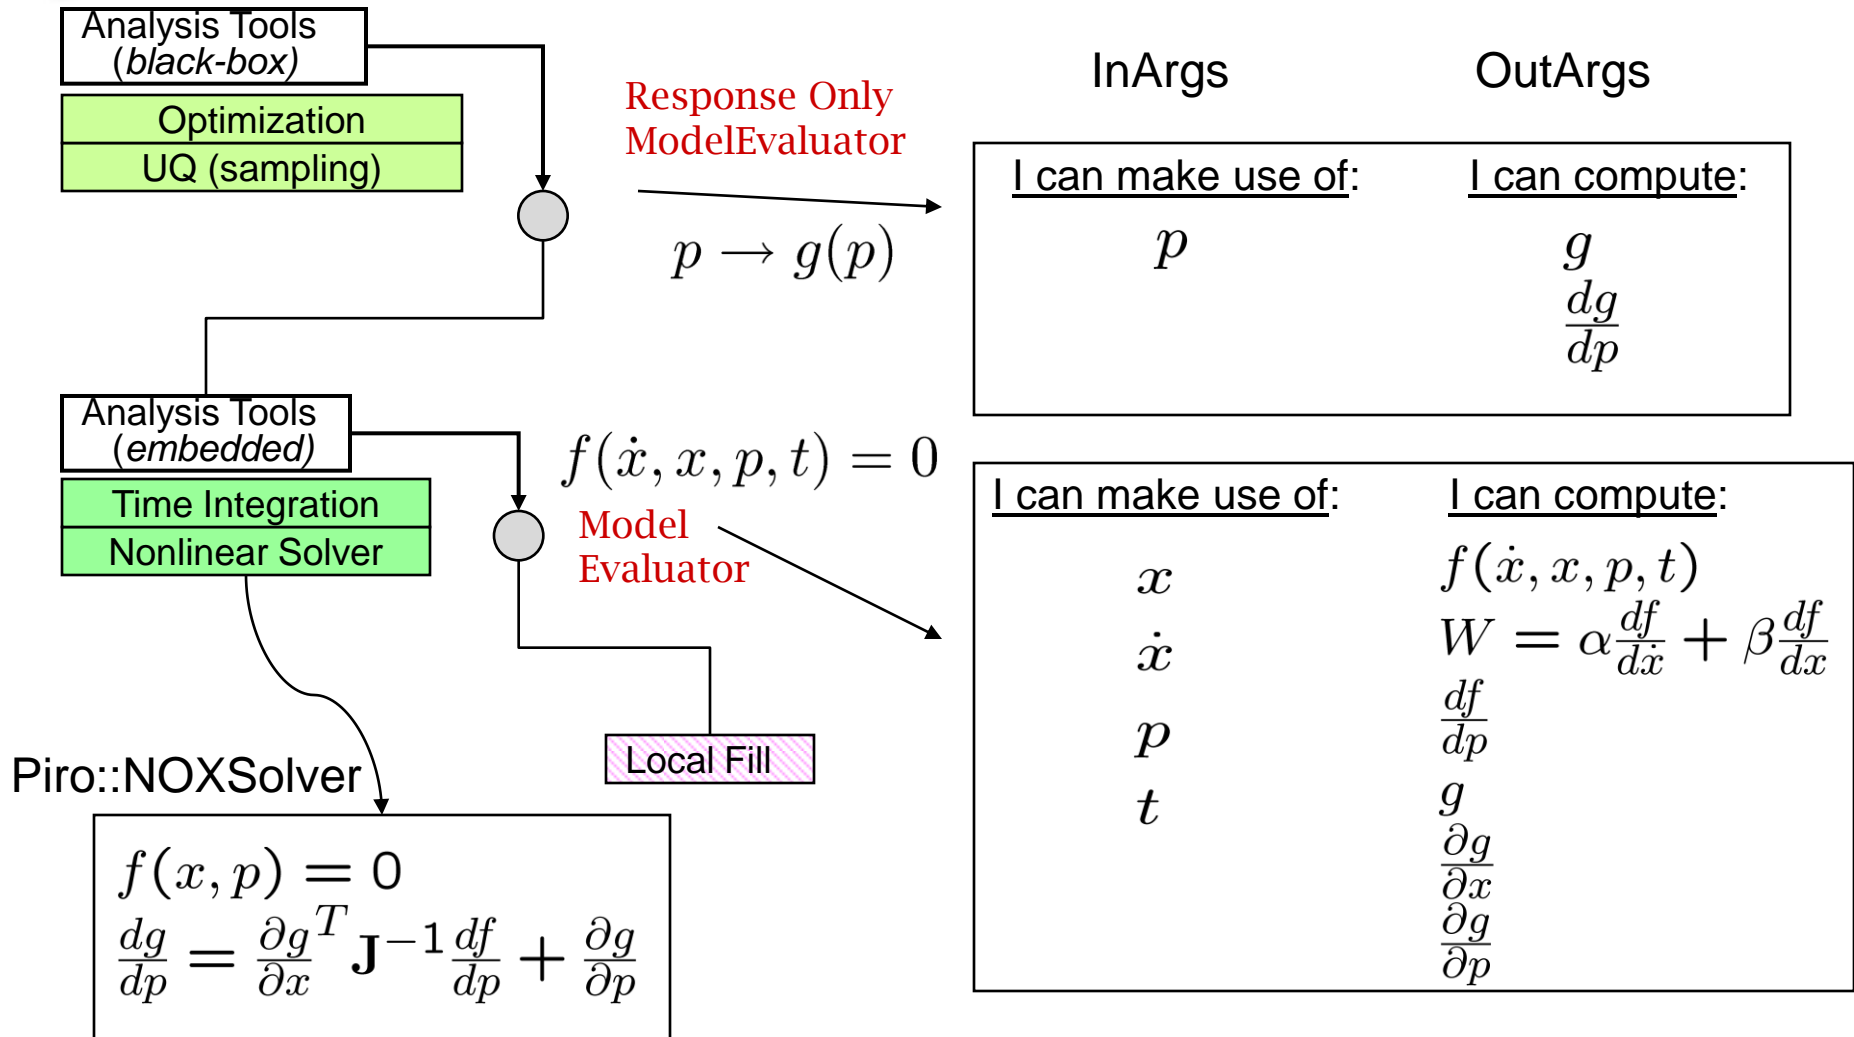 Analysis Tools
(black-box)
Optimization
UQ (sampling)
Response Only
ModelEvaluator
p → g(p)
InArgs OutArgs
I can make use of: I can compute:
p g
dg/dp
Analysis Tools
(embedded)
Time Integration
Nonlinear Solver
f(ẋ, x, p, t) = 0
Model
Evaluator
Local Fill
I can make use of: I can compute:
x f(ẋ, x, p, t)
ẋ W = α df/dẋ + β df/dx
p df/dp
t g
∂g/∂x
∂g/∂p
Piro::NOXSolver
f(x, p) = 0
dg/dp = ∂g/∂x^T J^−1 df/dp + ∂g/∂p